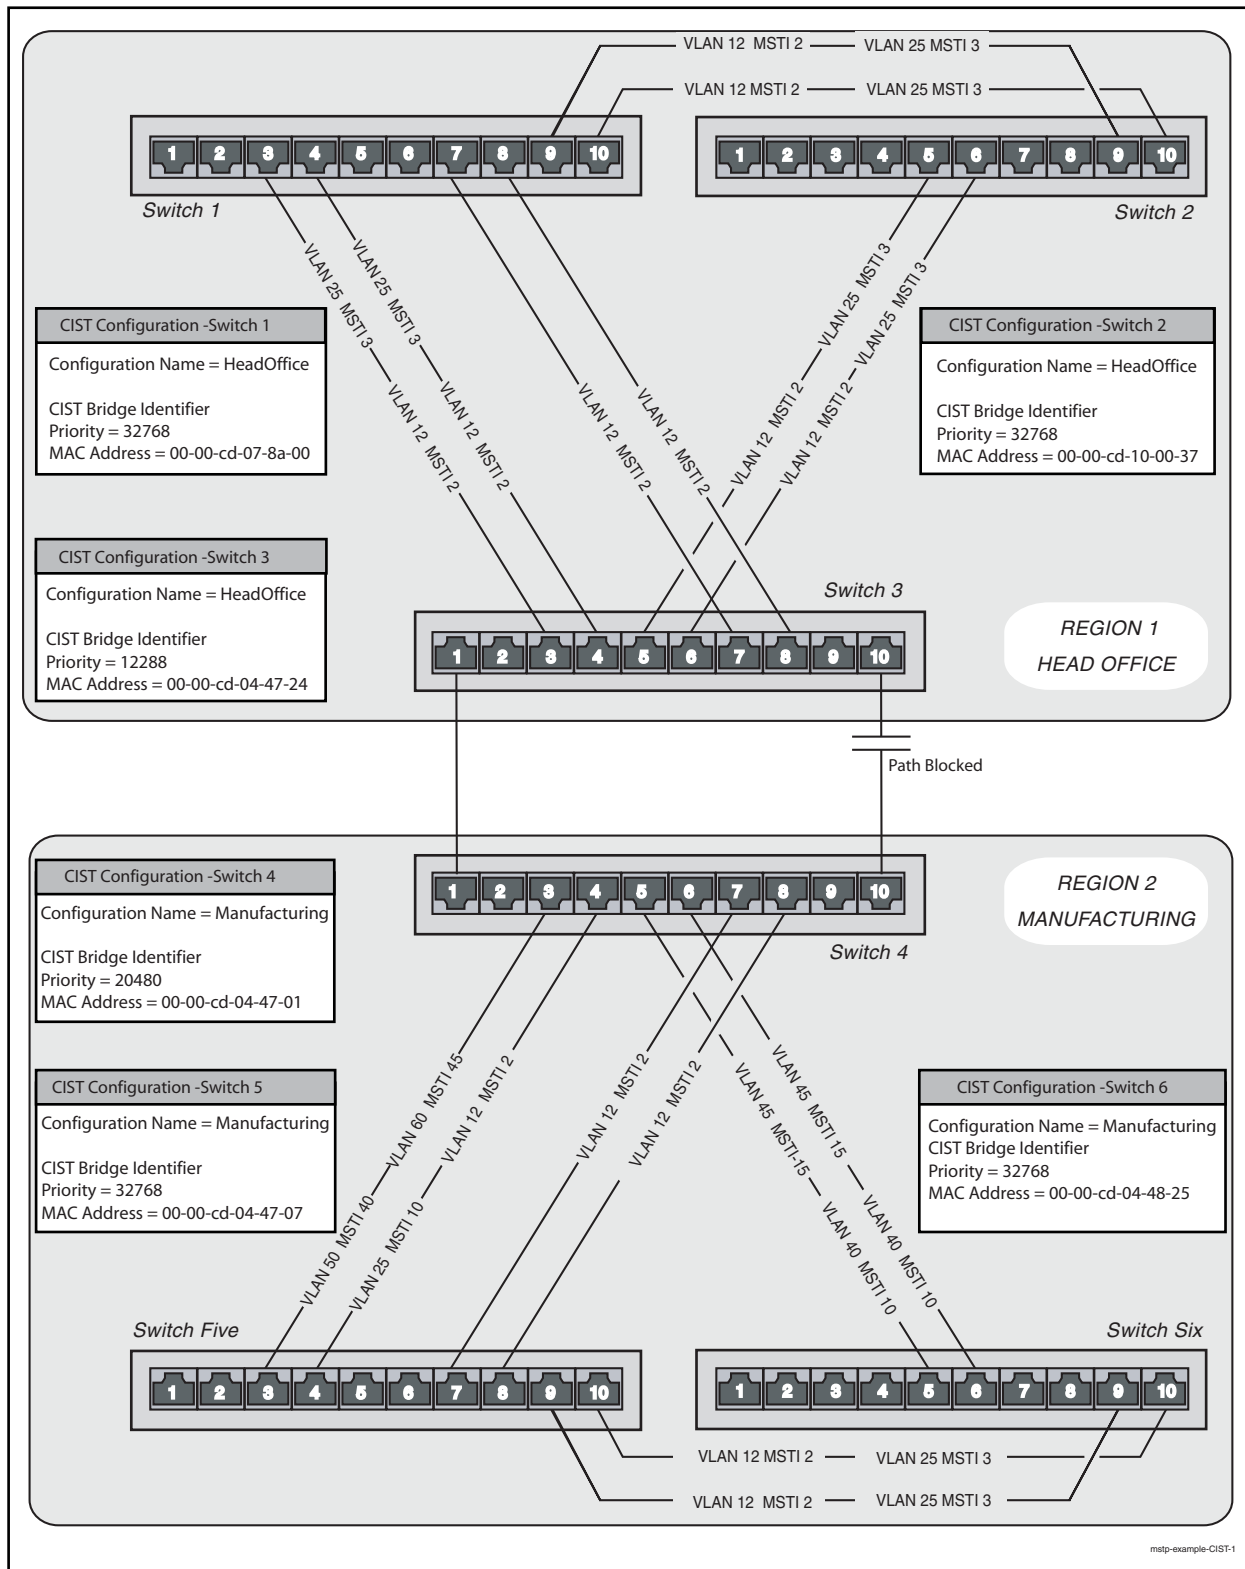 VLAN 12 MSTI 2 VLAN 25 MSTI 3
VLAN 12 MSTI 2 VLAN 25 MSTI 3
1 2 3 4 5 6 7 8 9 10
1 2 3 4 5 6 7 8 9 10
Switch 1
Switch 2
VLAN 25 MSTI 3
VLAN 12 MSTI 2
VLAN 25 MSTI 3
VLAN 12 MSTI 2
VLAN 12 MSTI 2
VLAN 12 MSTI 2
VLAN 25 MSTI 3
VLAN 12 MSTI 2
VLAN 25 MSTI 3
VLAN 12 MSTI 2
CIST Configuration -Switch 1
Configuration Name = HeadOffice
CIST Bridge Identifier
Priority = 32768
MAC Address = 00-00-cd-07-8a-00
CIST Configuration -Switch 2
Configuration Name = HeadOffice
CIST Bridge Identifier
Priority = 32768
MAC Address = 00-00-cd-10-00-37
CIST Configuration -Switch 3
Configuration Name = HeadOffice
CIST Bridge Identifier
Priority = 12288
MAC Address = 00-00-cd-04-47-24
Switch 3
1 2 3 4 5 6 7 8 9 10
REGION 1
HEAD OFFICE
Path Blocked
CIST Configuration -Switch 4
Configuration Name = Manufacturing
CIST Bridge Identifier
Priority = 20480
MAC Address = 00-00-cd-04-47-01
1 2 3 4 5 6 7 8 9 10
Switch 4
REGION 2
MANUFACTURING
CIST Configuration -Switch 5
Configuration Name = Manufacturing
CIST Bridge Identifier
Priority = 32768
MAC Address = 00-00-cd-04-47-07
VLAN 60 MSTI 45
VLAN 50 MSTI 40
VLAN 12 MSTI 2
VLAN 25 MSTI 10
VLAN 12 MSTI 2
VLAN 12 MSTI 2
VLAN 45 MSTI-15
VLAN 40 MSTI 10
VLAN 45 MSTI 15
VLAN 40 MSTI 10
CIST Configuration -Switch 6
Configuration Name = Manufacturing
CIST Bridge Identifier
Priority = 32768
MAC Address = 00-00-cd-04-48-25
Switch Five
Switch Six
1 2 3 4 5 6 7 8 9 10
1 2 3 4 5 6 7 8 9 10
VLAN 12 MSTI 2 VLAN 25 MSTI 3
VLAN 12 MSTI 2 VLAN 25 MSTI 3
mstp-example-CIST-1